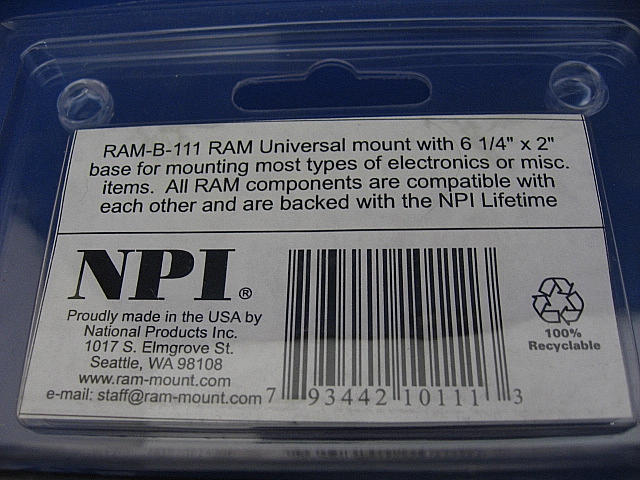 RAM-B-111 RAM Universal mount with 6 1/4" x 2"
base for mounting most types of electronics or misc.
items. All RAM components are compatible with
each other and are backed with the NPI Lifetime
NPI®
Proudly made in the USA by
National Products Inc.
1017 S. Elmgrove St.
Seattle, WA 98108
www.ram-mount.com
e-mail: staff@ram-mount.com
7 93442 10111 3
100%
Recyclable